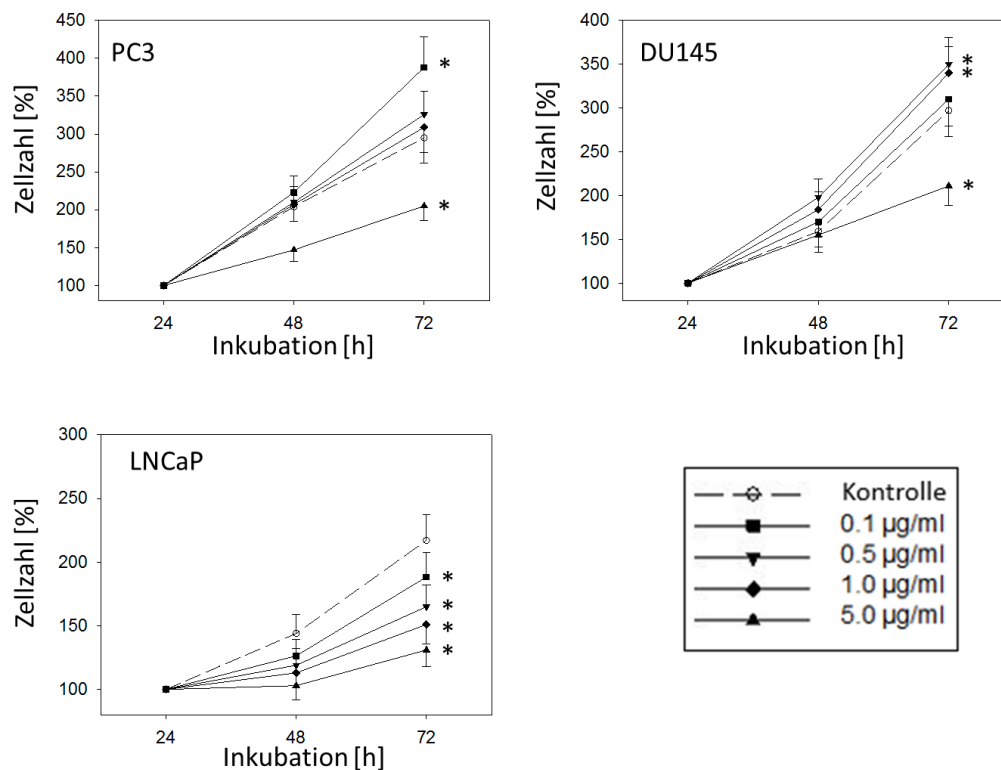 PC3
Zellzahl [%]
450
400
350
300
250
200
150
100
24 48 72
Inkubation [h]
*
*
DU145
Zellzahl [%]
400
350
300
250
200
150
100
24 48 72
Inkubation [h]
*
*
*
LNCaP
Zellzahl [%]
300
250
200
150
100
24 48 72
Inkubation [h]
*
*
*
*
Kontrolle
0.1 µg/ml
0.5 µg/ml
1.0 µg/ml
5.0 µg/ml